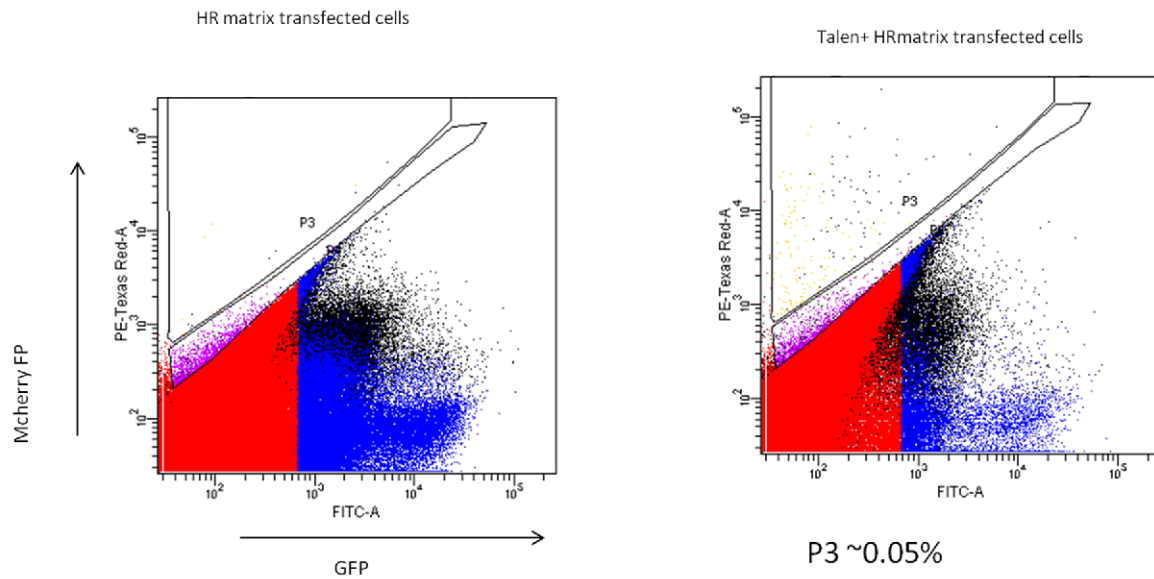 HR matrix transfected cells
Talen+ HRmatrix transfected cells
Mcherry FP
PE-Texas Red-A
10^5
10^4
10^3
10^2
P3
10^2 10^3 10^4 10^5
FITC-A
GFP
PE-Texas Red-A
10^5
10^4
10^3
10^2
P3
10^2 10^3 10^4 10^5
FITC-A
P3 ~0.05%